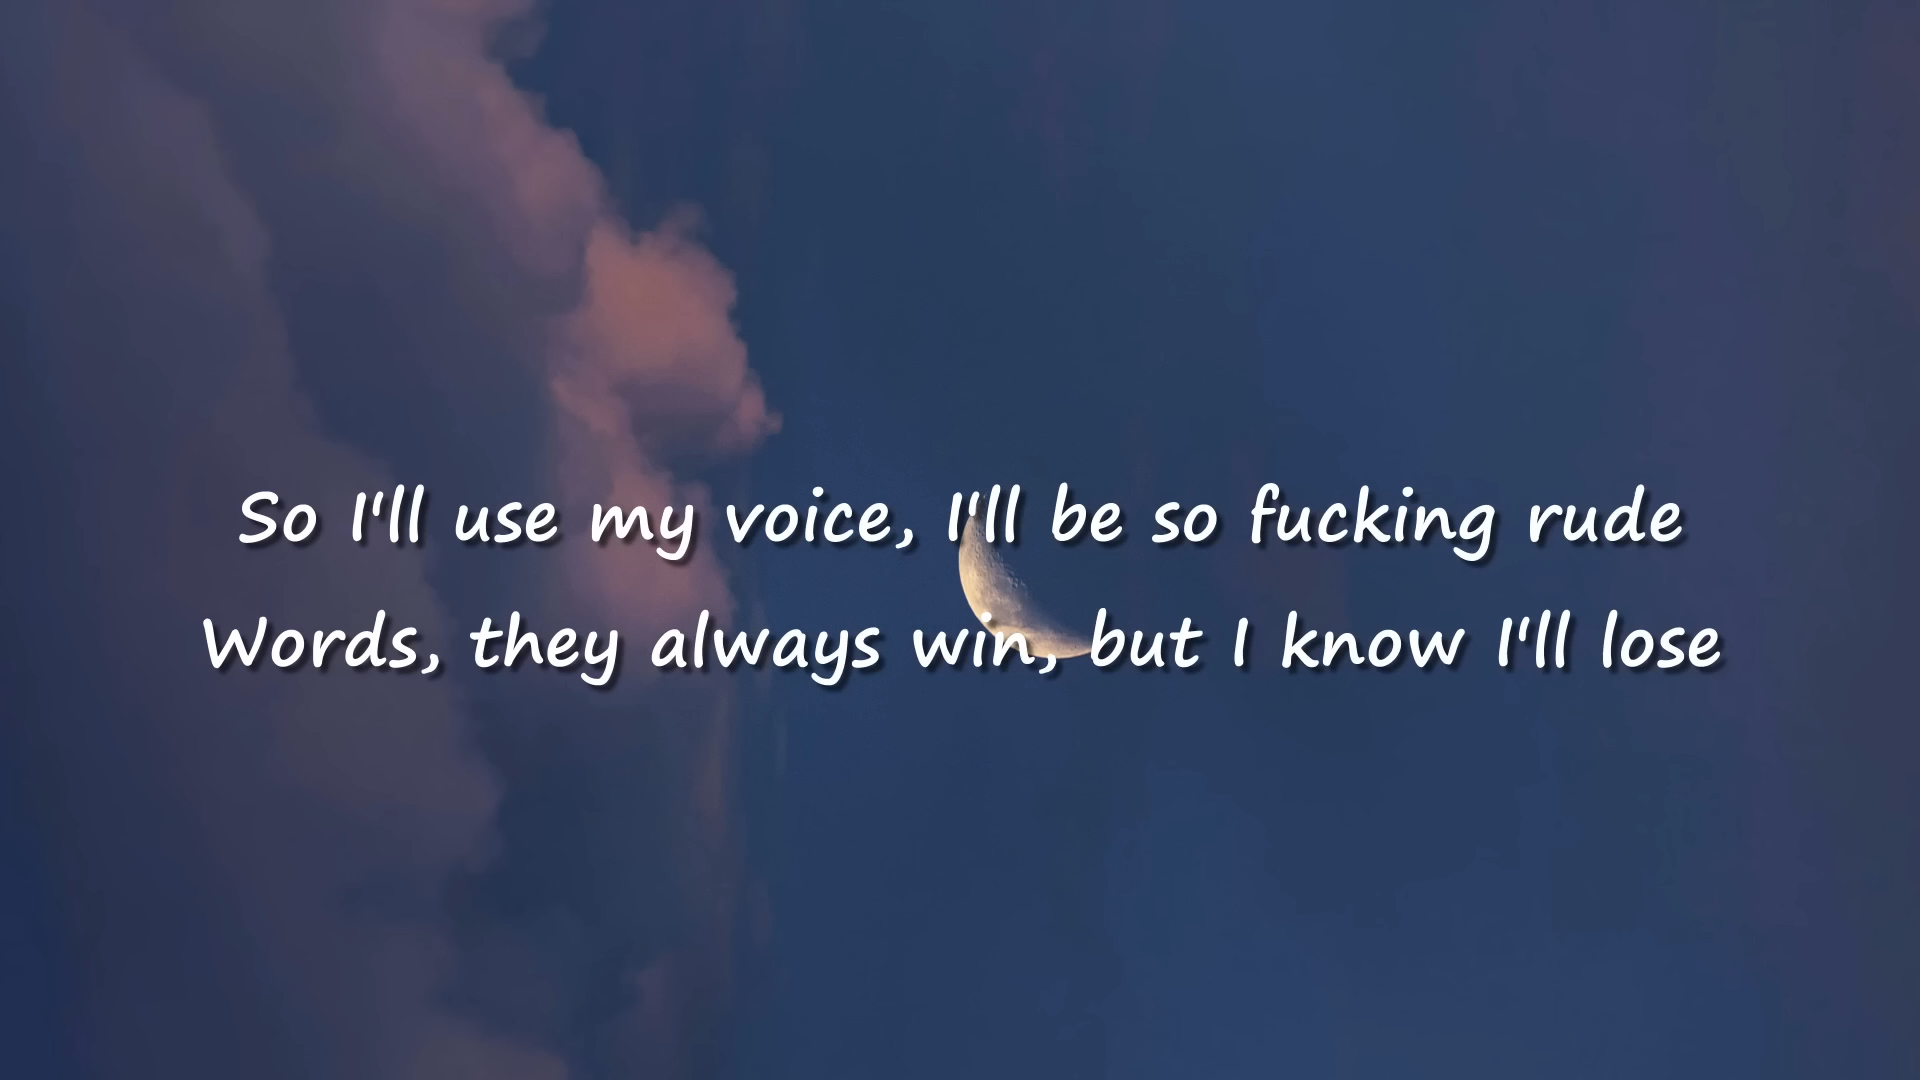 So I'll use my voice, I'll be so fucking rude
Words, they always win, but I know I'll lose